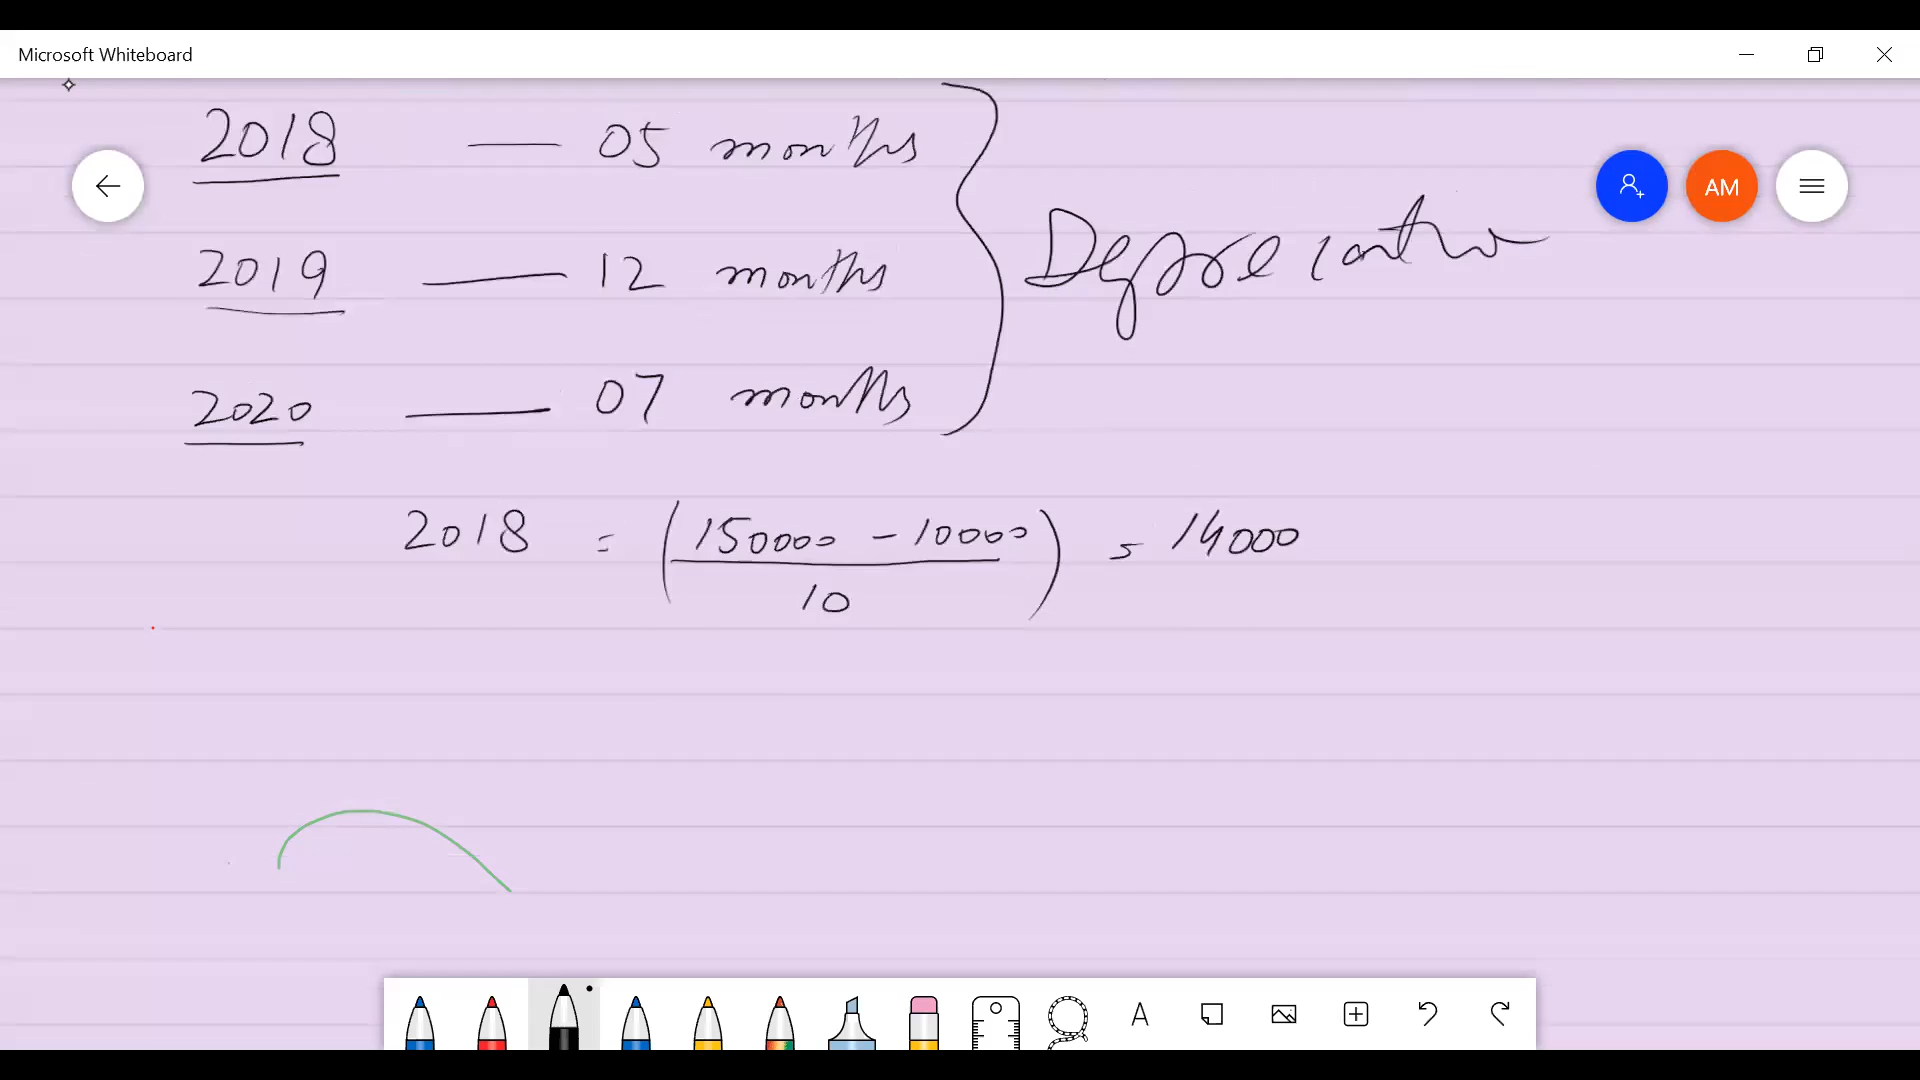 Microsoft Whiteboard
2018 — 05 months
AM
2019 — 12 months
Depreciation
2020 — 07 months
2018 = (150000 - 10000 / 10) = 14000
A